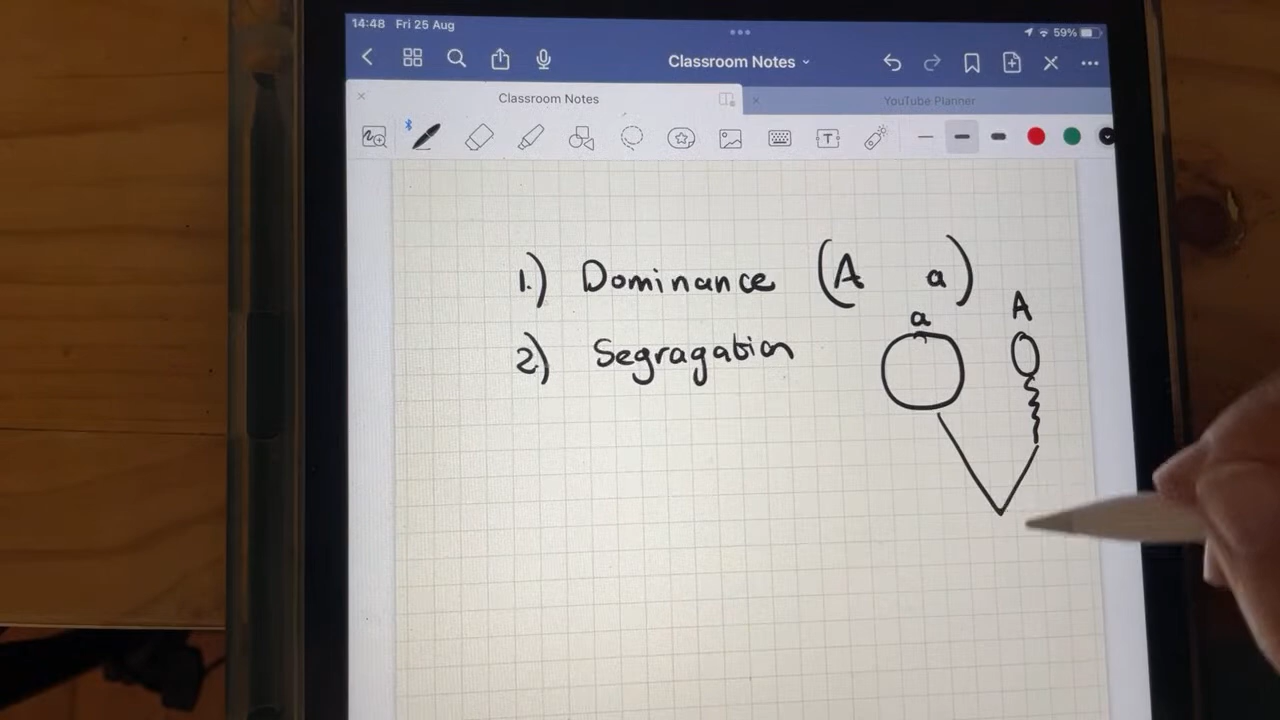 14:48 Fri 25 Aug
59%
Classroom Notes
Classroom Notes
YouTube Planner
T
1.) Dominance (A a)
a A
2) Segragation